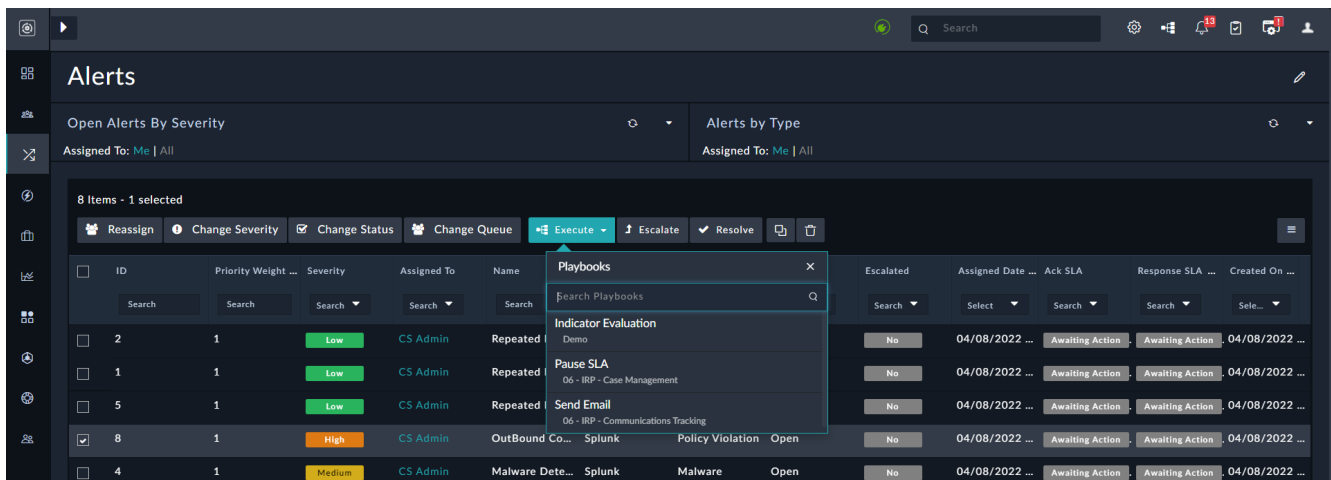 13
!
Search
Alerts
Open Alerts By Severity
Alerts by Type
Assigned To: Me | All
Assigned To: Me | All
8 Items - 1 selected
Reassign Change Severity Change Status Change Queue Execute Escalate Resolve
Playbooks
ID Priority Weight ... Severity Assigned To Name Escalated Assigned Date ... Ack SLA Response SLA ... Created On ...
Search Playbooks
Search Search Search Search Search Search Select Search Search Sele...
Indicator Evaluation
Demo
2 1 Low CS Admin Repeated No 04/08/2022 ... Awaiting Action . Awaiting Action . 04/08/2022 ...
Pause SLA
06 - IRP - Case Management
1 1 Low CS Admin Repeated No 04/08/2022 ... Awaiting Action . Awaiting Action . 04/08/2022 ...
Send Email
06 - IRP - Communications Tracking
5 1 Low CS Admin Repeated No 04/08/2022 ... Awaiting Action . Awaiting Action . 04/08/2022 ...
8 1 High CS Admin OutBound Co... Splunk Policy Violation Open No 04/08/2022 ... Awaiting Action . Awaiting Action . 04/08/2022 ...
4 1 Medium CS Admin Malware Dete... Splunk Malware Open No 04/08/2022 ... Awaiting Action . Awaiting Action . 04/08/2022 ...